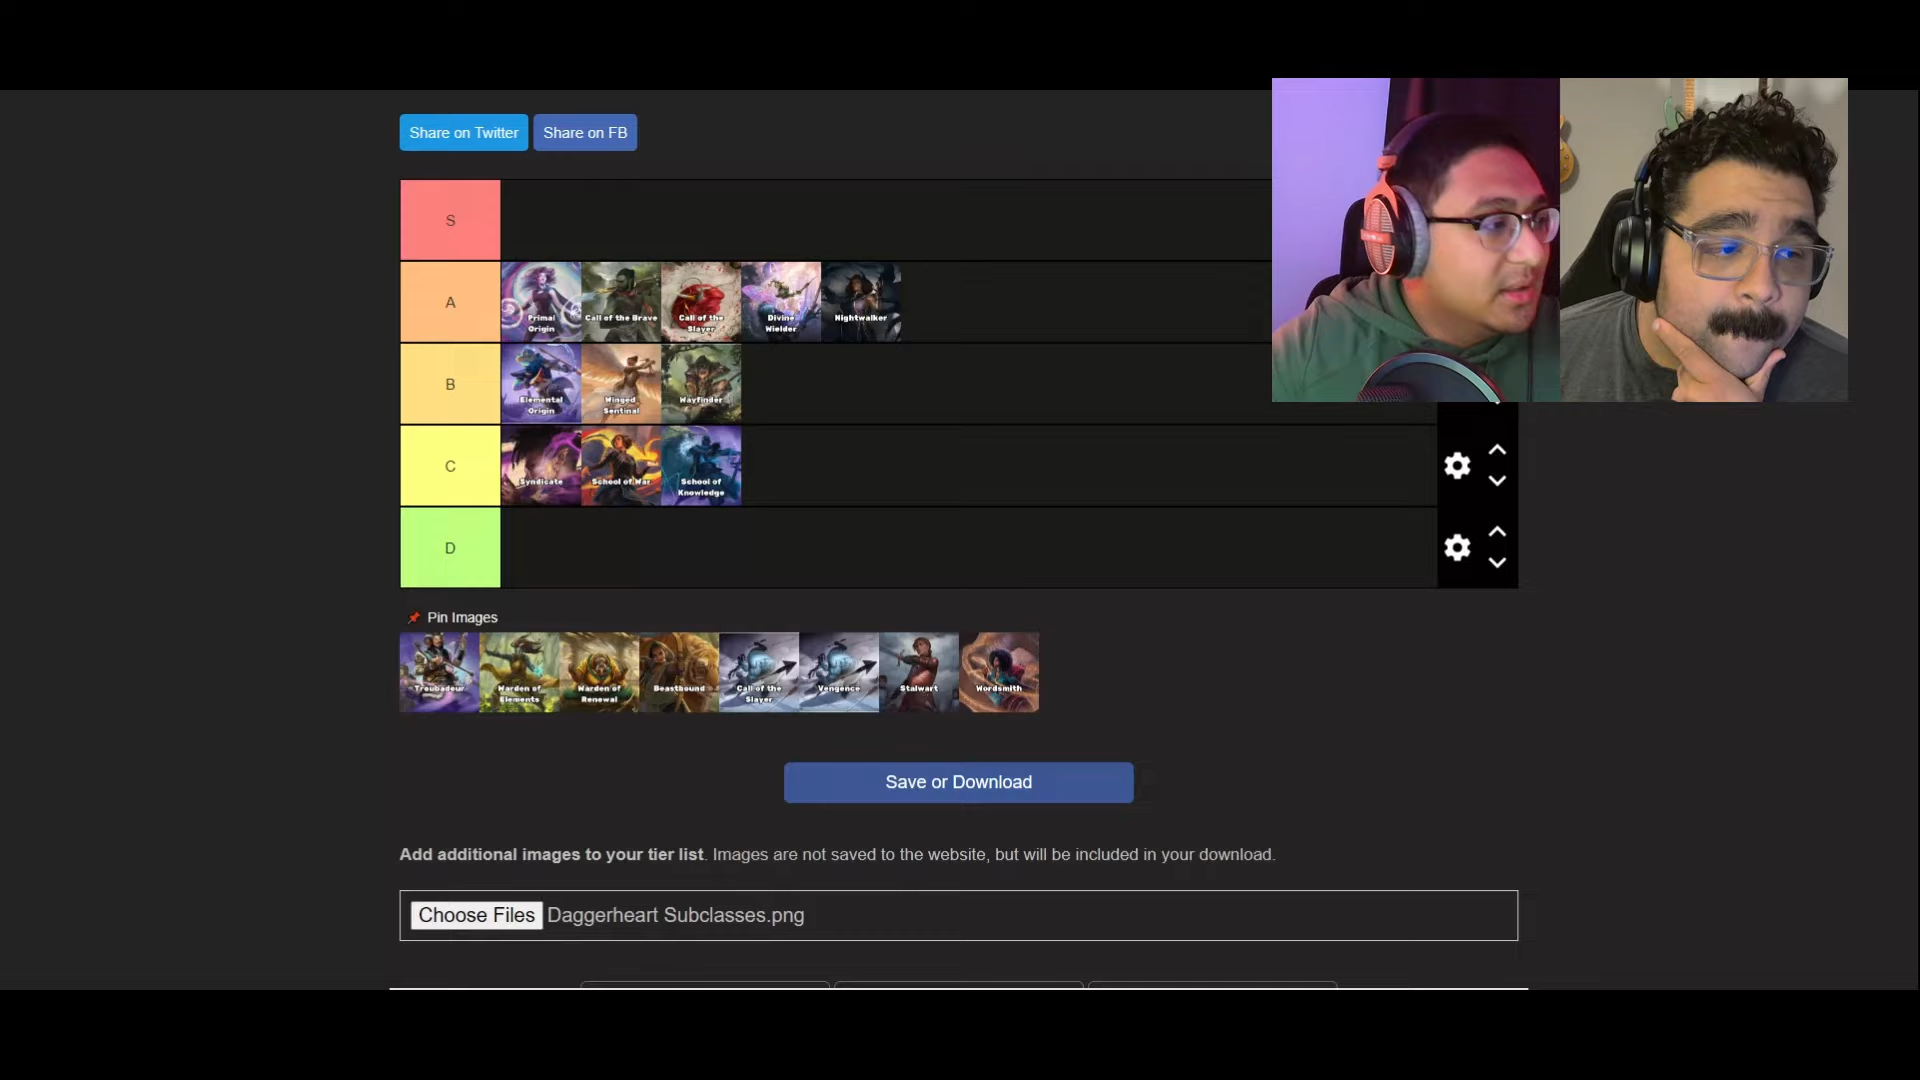 Share on Twitter Share on FB
S
A
Primal
Origin
Call of the Brave
Call of the
Slayer
Divine
Wielder
Nightwalker
B
Elemental
Origin
Winged
Sentinal
Wayfinder
C
Syndicate
School of War
School of
Knowledge
D
Pin Images
Troubadour
Warden of
Elements
Warden of
Renewal
Beastbound
Call of the
Slayer
Vengence
Stalwart
Wordsmith
Save or Download
Add additional images to your tier list. Images are not saved to the website, but will be included in your download.
Choose Files Daggerheart Subclasses.png